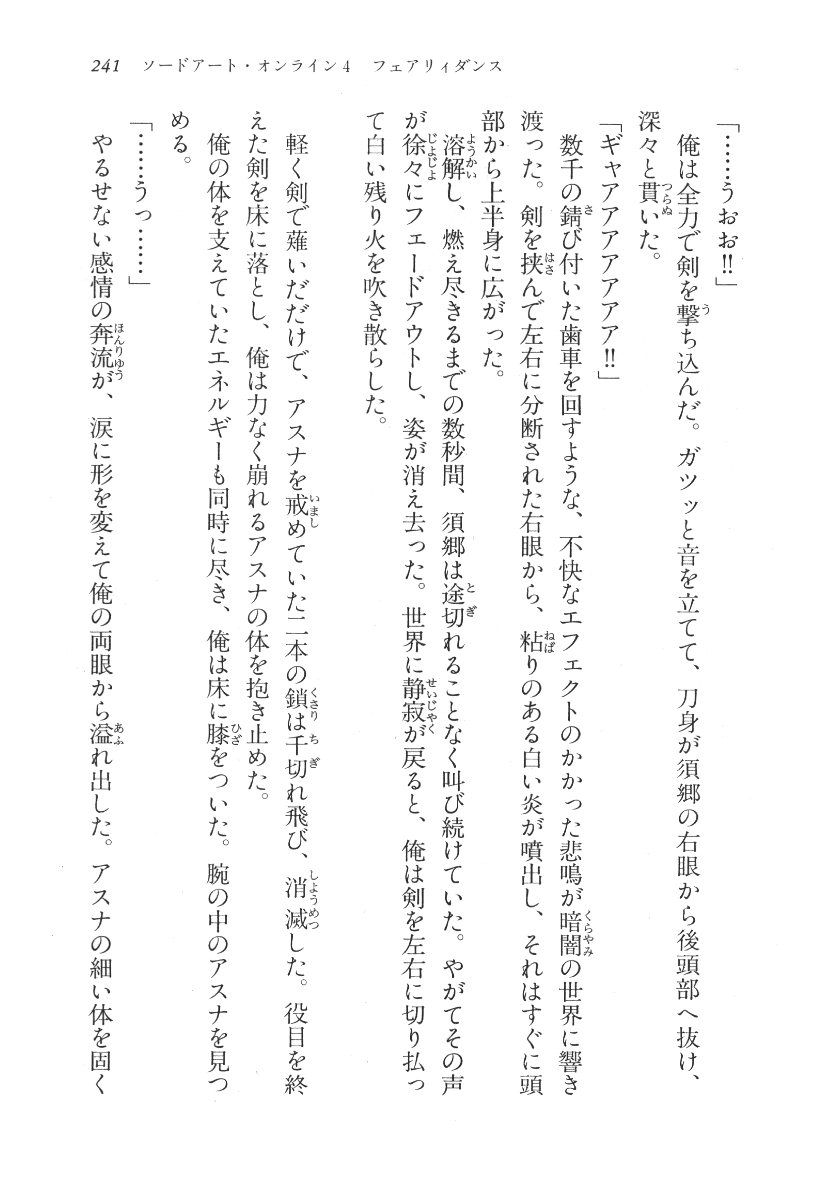 241　ソードアート・オンライン4　フェアリィダンス
「……うぉお!!」
　俺は全力で剣を撃ち込んだ。ガツッと音を立てて、刀身が須郷の右眼から後頭部へ抜け、
深々と貫いた。
「ギャアアアアアアア!!」
　数千の錆び付いた歯車を回すような、不快なエフェクトのかかった悲鳴が暗闇の世界に響き
渡った。剣を挟んで左右に分断された右眼から、粘りのある白い炎が噴出し、それはすぐに頭
部から上半身に広がった。
　溶解し、燃え尽きるまでの数秒間、須郷は途切れることなく叫び続けていた。やがてその声
が徐々にフェードアウトし、姿が消え去った。世界に静寂が戻ると、俺は剣を左右に切り払っ
て白い残り火を吹き散らした。
　軽く剣で薙いだだけで、アスナを戒めていた二本の鎖は千切れ飛び、消滅した。役目を終
えた剣を床に落とし、俺は力なく崩れるアスナの体を抱き止めた。
　俺の体を支えていたエネルギーも同時に尽き、俺は床に膝をついた。腕の中のアスナを見つ
める。
「……うっ……」
　やるせない感情の奔流が、涙に形を変えて俺の両眼から溢れ出した。アスナの細い体を固く